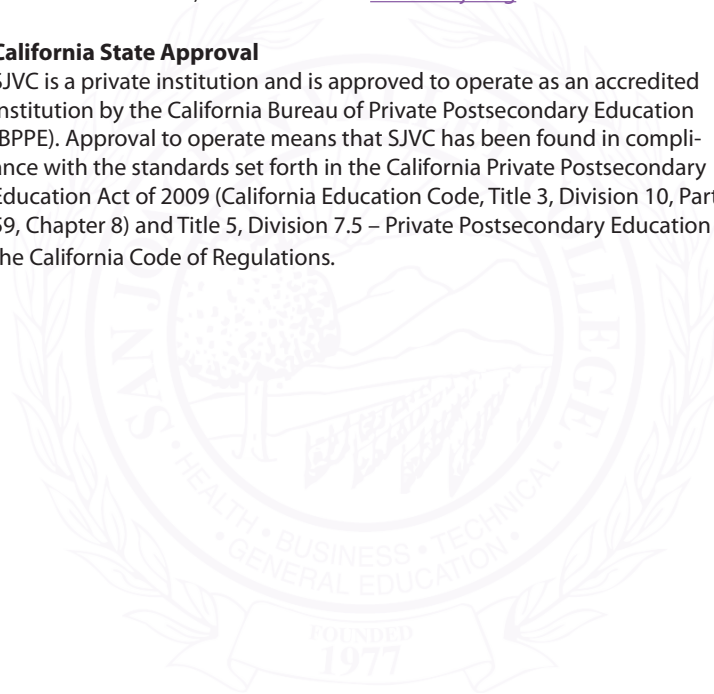 California State Approval
SJVC is a private institution and is approved to operate as an accredited
institution by the California Bureau of Private Postsecondary Education
(BPPE). Approval to operate means that SJVC has been found in compli-
ance with the standards set forth in the California Private Postsecondary
Education Act of 2009 (California Education Code, Title 3, Division 10, Part
59, Chapter 8) and Title 5, Division 7.5 – Private Postsecondary Education
the California Code of Regulations.
SAN JO
LLEGE
• HEALTH • BUSINESS • TECHNICAL •
• GENERAL EDUCATION •
FOUNDED
1977